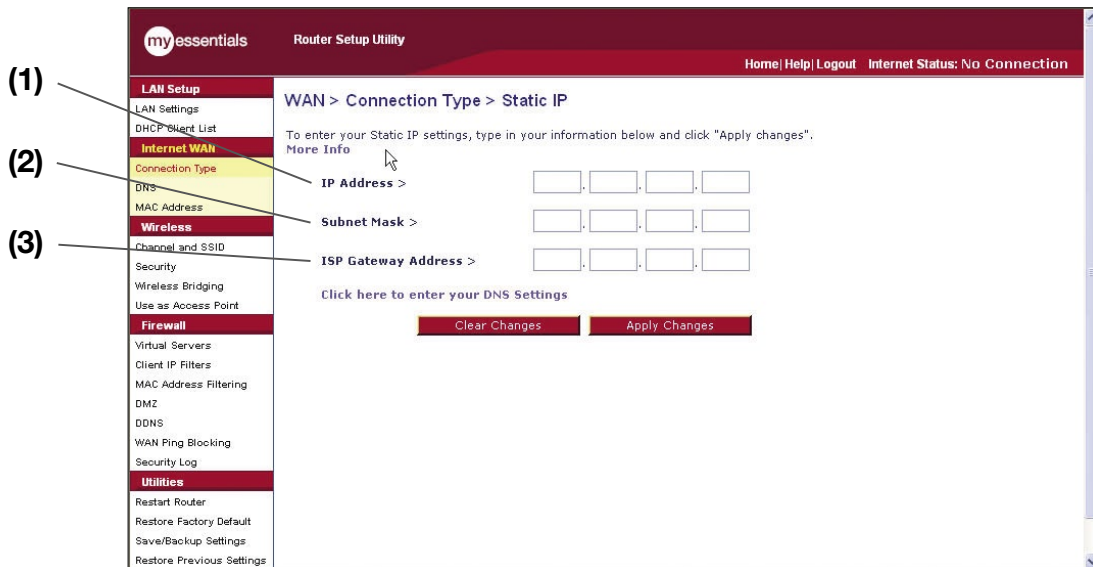 myessentials
Router Setup Utility
Home| Help| Logout Internet Status: No Connection
(1)
(2)
(3)
LAN Setup
LAN Settings
DHCP Client List
Internet WAN
Connection Type
DNS
MAC Address
Wireless
Channel and SSID
Security
Wireless Bridging
Use as Access Point
Firewall
Virtual Servers
Client IP Filters
MAC Address Filtering
DMZ
DDNS
WAN Ping Blocking
Security Log
Utilities
Restart Router
Restore Factory Default
Save/Backup Settings
Restore Previous Settings
WAN > Connection Type > Static IP
To enter your Static IP settings, type in your information below and click "Apply changes".
More Info
IP Address > . . .
Subnet Mask > . . .
ISP Gateway Address > . . .
Click here to enter your DNS Settings
Clear Changes Apply Changes